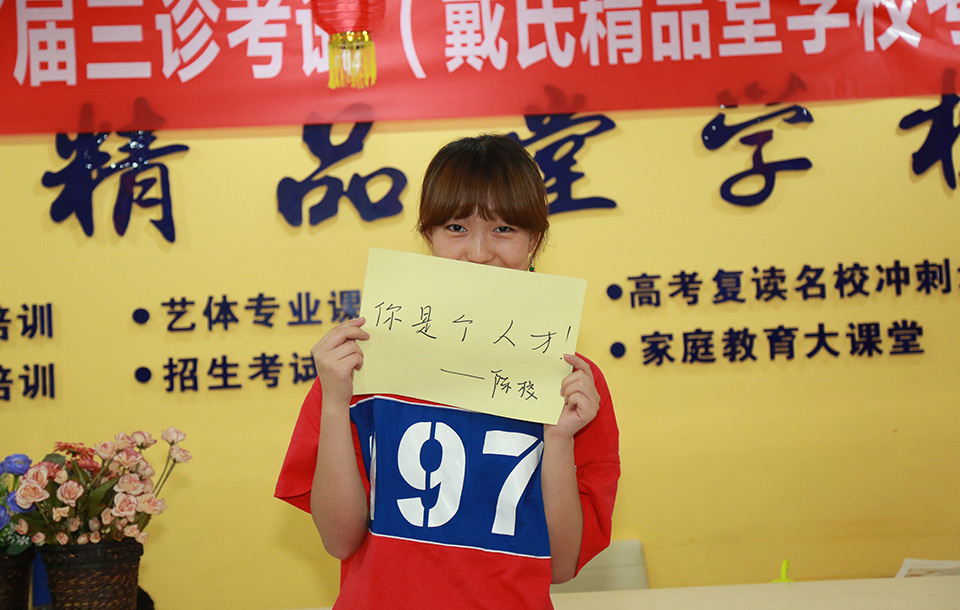 届三诊考试（戴氏精品堂学校
精品堂学校
培训
• 艺体专业课
• 高考复读名校冲刺
培训
• 招生考试
• 家庭教育大课堂
你是个人才!
——陈校
97